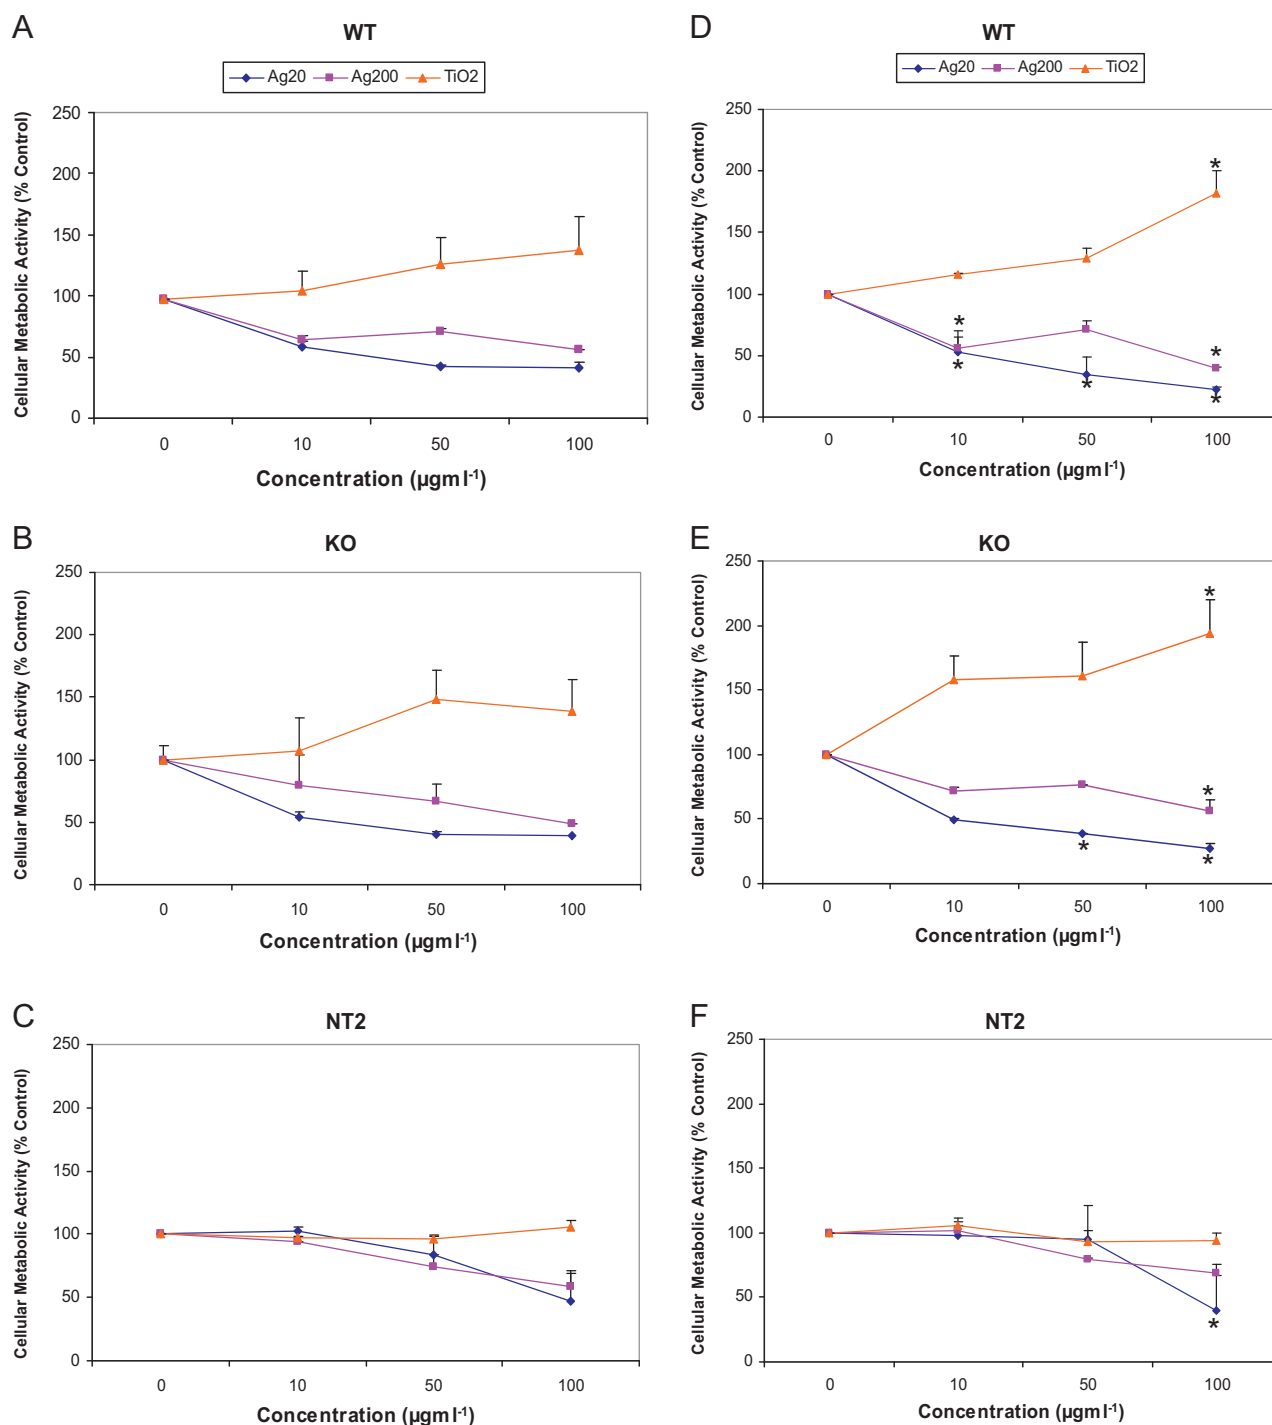 A
WT
Ag20 Ag200 TiO2
Cellular Metabolic Activity (% Control)
250
200
150
100
50
0
0 10 50 100
Concentration (µgml-1)
D
WT
Ag20 Ag200 TiO2
Cellular Metabolic Activity (% Control)
250
200
150
100
50
0
*
*
*
*
*
*
0 10 50 100
Concentration (µgml-1)
B
KO
Cellular Metabolic Activity (% Control)
250
200
150
100
50
0
0 10 50 100
Concentration (µgml-1)
E
KO
Cellular Metabolic Activity (% Control)
250
200
150
100
50
0
*
*
*
*
0 10 50 100
Concentration (µgml-1)
C
NT2
Cellular Metabolic Activity (% Control)
250
200
150
100
50
0
0 10 50 100
Concentration (µgml-1)
F
NT2
Cellular Metabolic Activity (% Control)
250
200
150
100
50
0
*
0 10 50 100
Concentration (µgml-1)